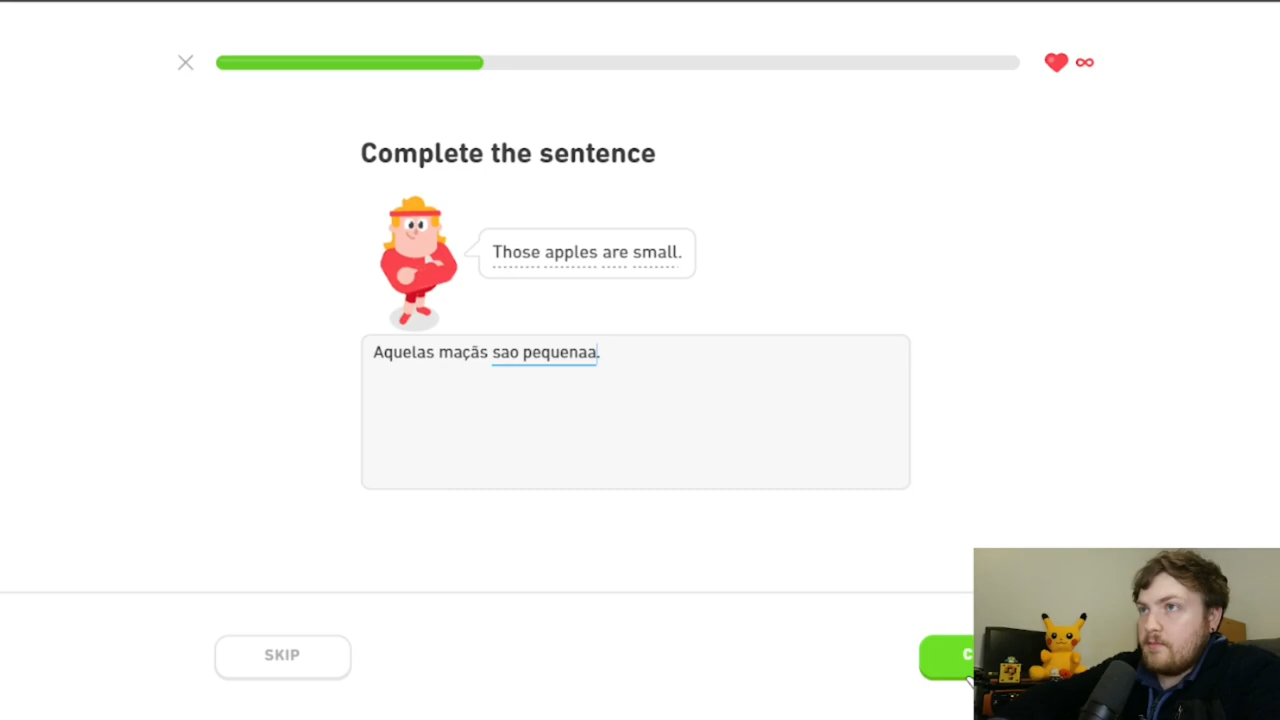 Complete the sentence
Those apples are small.
Aquelas maçãs sao pequenaa.
SKIP
C